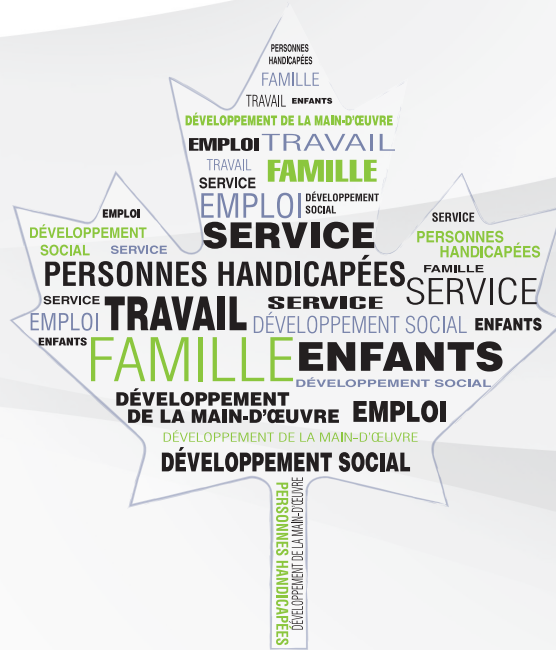 PERSONNES
HANDICAPÉES
FAMILLE
TRAVAIL ENFANTS
DÉVELOPPEMENT DE LA MAIN-D'ŒUVRE
EMPLOI TRAVAIL
TRAVAIL FAMILLE
SERVICE
EMPLOI DÉVELOPPEMENT
SOCIAL
EMPLOI SERVICE SERVICE
DÉVELOPPEMENT
SOCIAL SERVICE
PERSONNES
HANDICAPÉES
PERSONNES HANDICAPÉES FAMILLE
SERVICE TRAVAIL SERVICE SERVICE
EMPLOI DÉVELOPPEMENT SOCIAL ENFANTS
ENFANTS FAMILLE ENFANTS
DÉVELOPPEMENT SOCIAL
DÉVELOPPEMENT
DE LA MAIN-D'ŒUVRE EMPLOI
DÉVELOPPEMENT DE LA MAIN-D'ŒUVRE
DÉVELOPPEMENT SOCIAL
PERSONNES HANDICAPÉES
DÉVELOPPEMENT DE LA MAIN-D'ŒUVRE